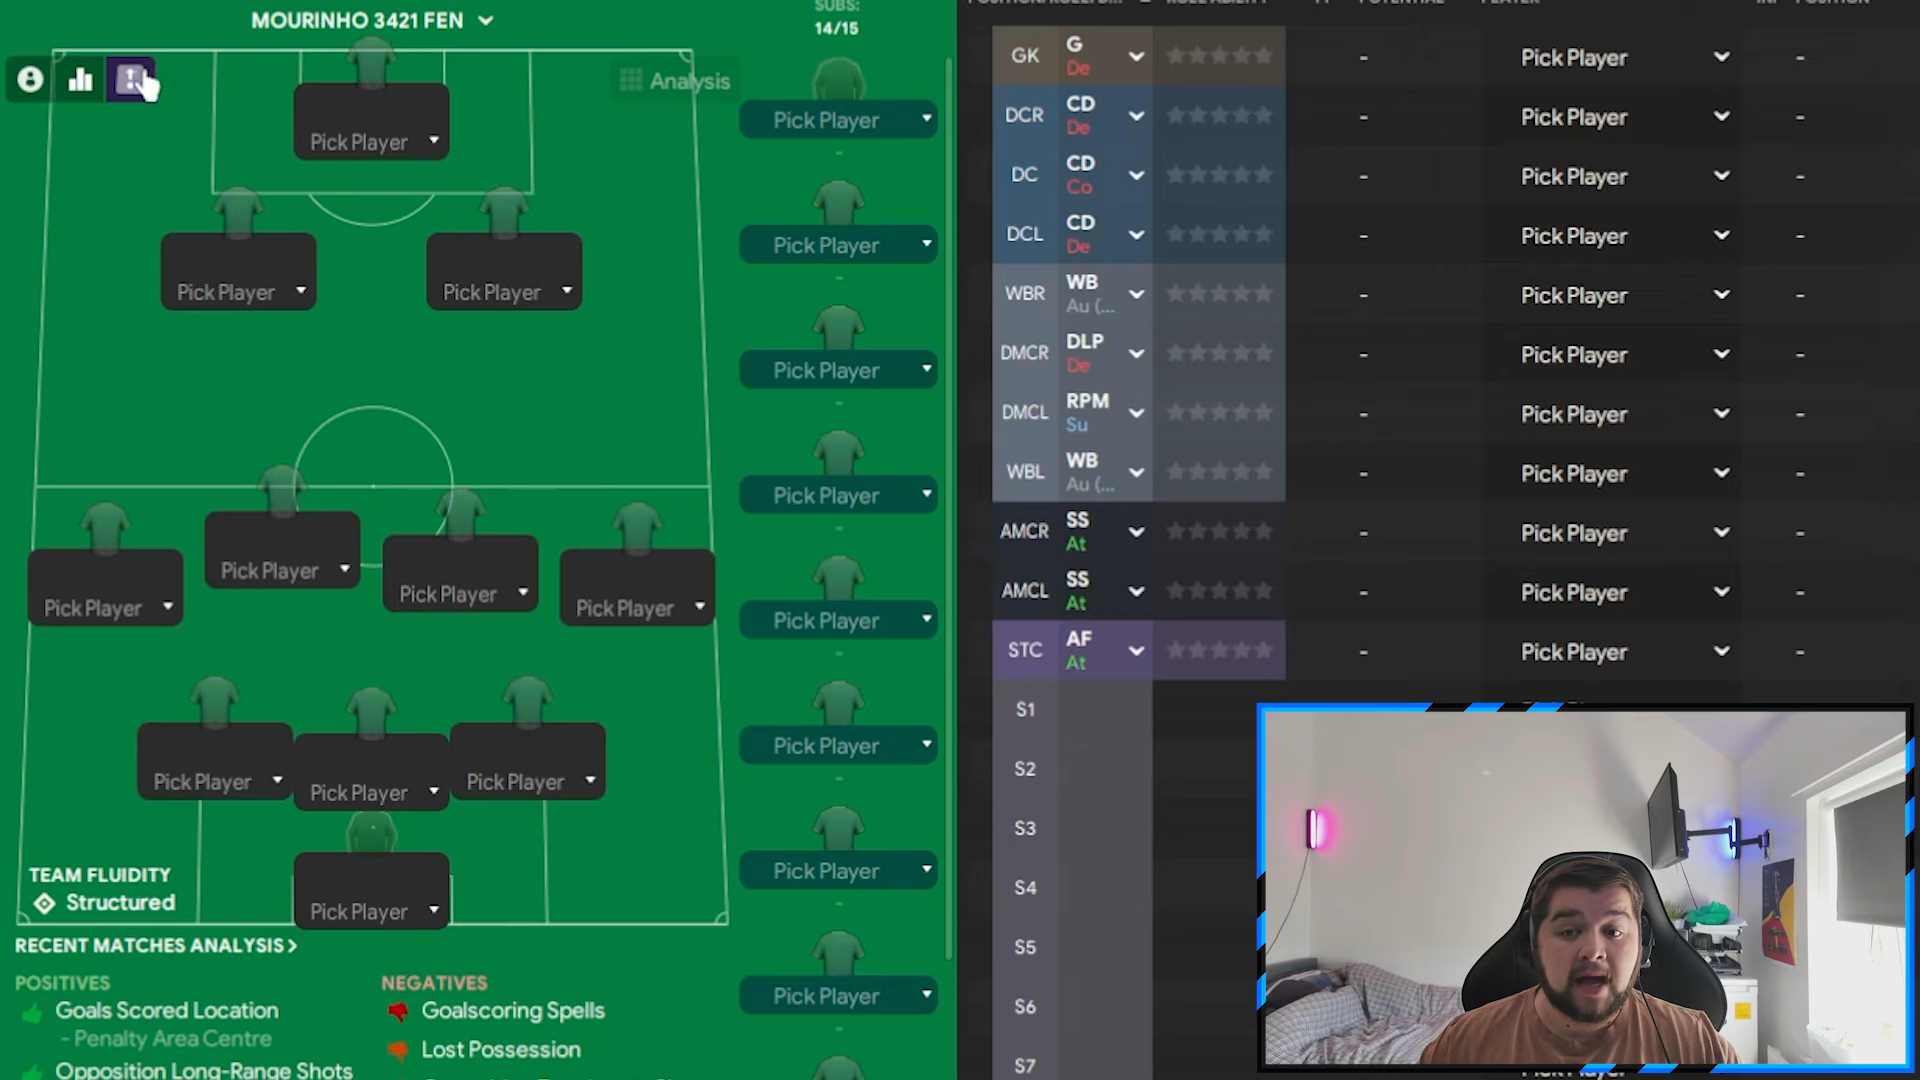 MOURINHO 3421 FEN
SUBS:
14/15
Analysis
Pick Player
Pick Player
Pick Player
Pick Player
Pick Player
Pick Player
Pick Player
Pick Player
Pick Player
Pick Player
Pick Player
TEAM FLUIDITY
Structured
RECENT MATCHES ANALYSIS >
POSITIVES
Goals Scored Location
- Penalty Area Centre
Opposition Long-Range Shots
NEGATIVES
Goalscoring Spells
Lost Possession
Pick Player
-
Pick Player
-
Pick Player
-
Pick Player
-
Pick Player
-
Pick Player
-
Pick Player
-
Pick Player
-
GK G De - Pick Player -
DCR CD De - Pick Player -
DC CD Co - Pick Player -
DCL CD De - Pick Player -
WBR WB Au (... - Pick Player -
DMCR DLP De - Pick Player -
DMCL RPM Su - Pick Player -
WBL WB Au (... - Pick Player -
AMCR SS At - Pick Player -
AMCL SS At - Pick Player -
STC AF At - Pick Player -
S1
S2
S3
S4
S5
S6
S7